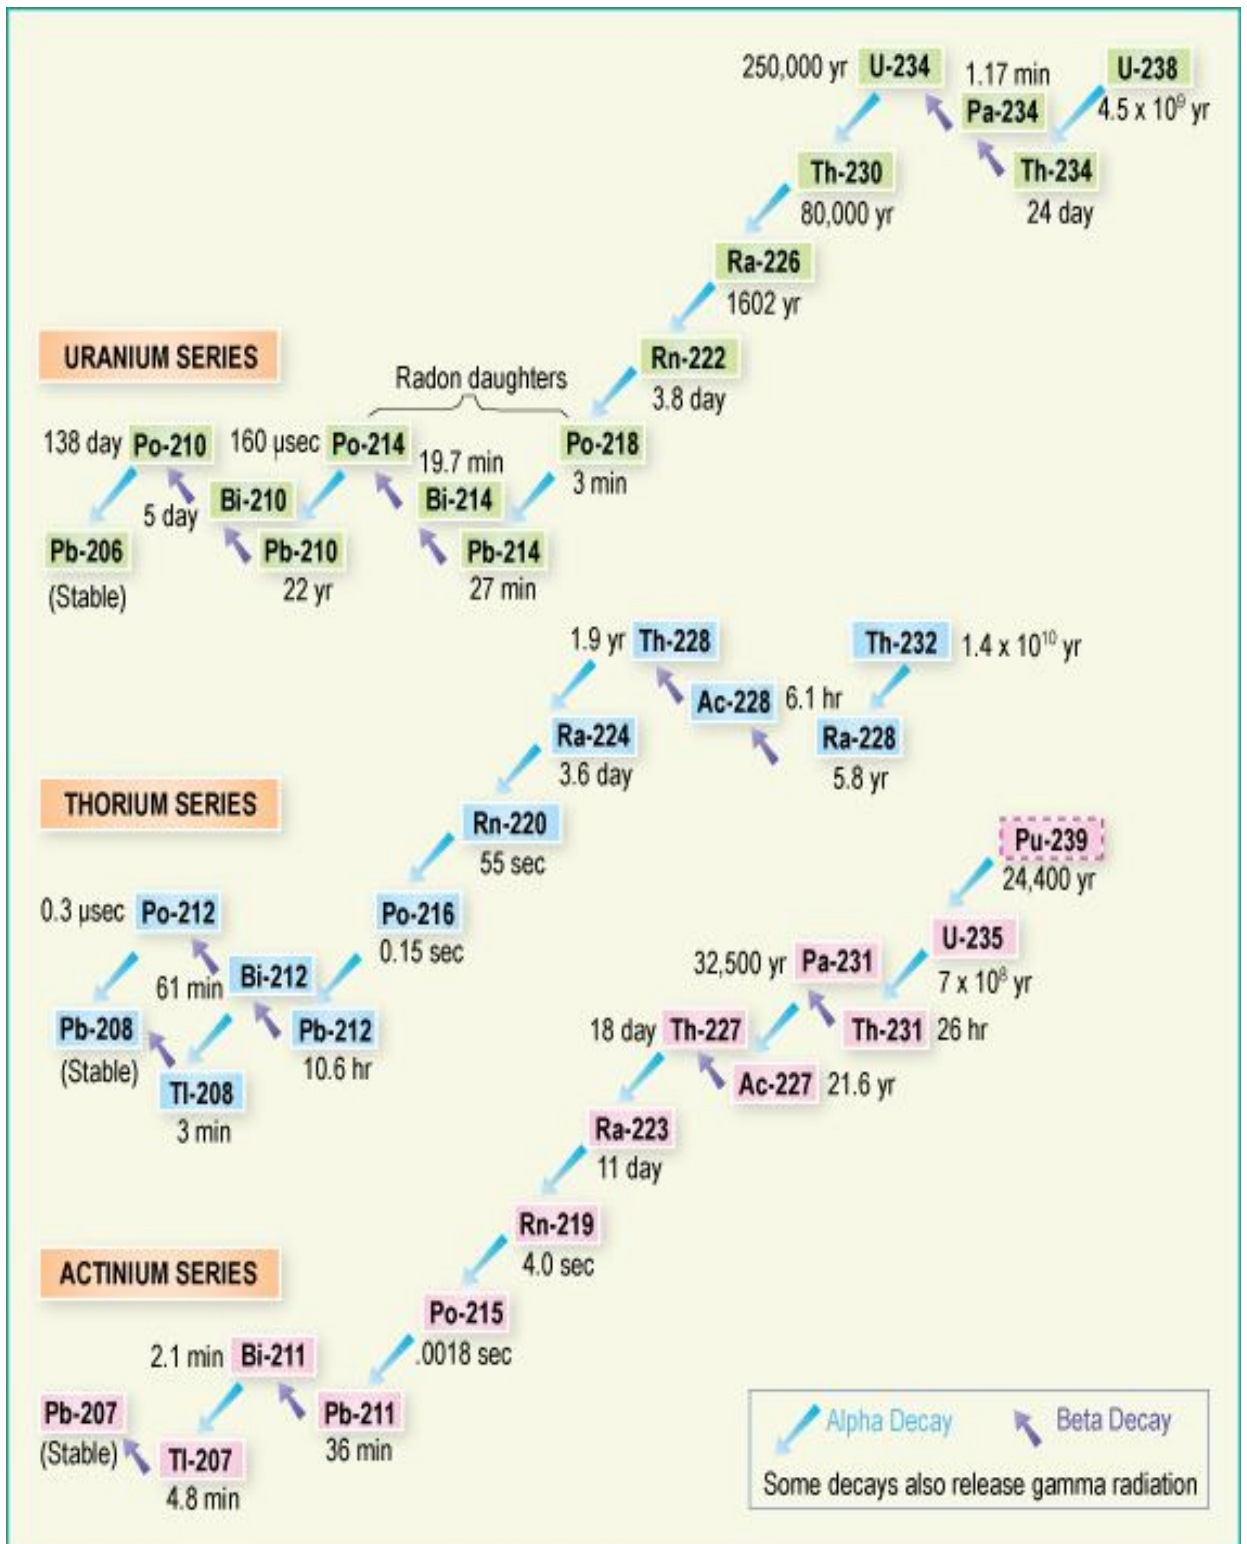 250,000 yr U-234 1.17 min U-238
Pa-234 4.5 x 10⁹ yr
Th-230 Th-234
80,000 yr 24 day
Ra-226
1602 yr
URANIUM SERIES Rn-222
Radon daughters 3.8 day
138 day Po-210 160 µsec Po-214 Po-218
19.7 min 3 min
5 day Bi-210 Bi-214
Pb-206 Pb-210 Pb-214
(Stable) 22 yr 27 min
1.9 yr Th-228 Th-232 1.4 x 10¹⁰ yr
Ac-228 6.1 hr
Ra-224 Ra-228
3.6 day 5.8 yr
THORIUM SERIES
Rn-220 Pu-239
55 sec 24,400 yr
0.3 µsec Po-212 Po-216 U-235
0.15 sec 7 x 10⁸ yr
32,500 yr Pa-231
61 min Bi-212
Pb-208 Pb-212 18 day Th-227 Th-231 26 hr
(Stable) 10.6 hr
Tl-208 Ac-227 21.6 yr
3 min Ra-223
11 day
Rn-219
4.0 sec
ACTINIUM SERIES
Po-215
.0018 sec
2.1 min Bi-211
Pb-207 Pb-211
(Stable) 36 min
Tl-207
4.8 min
Alpha Decay Beta Decay
Some decays also release gamma radiation